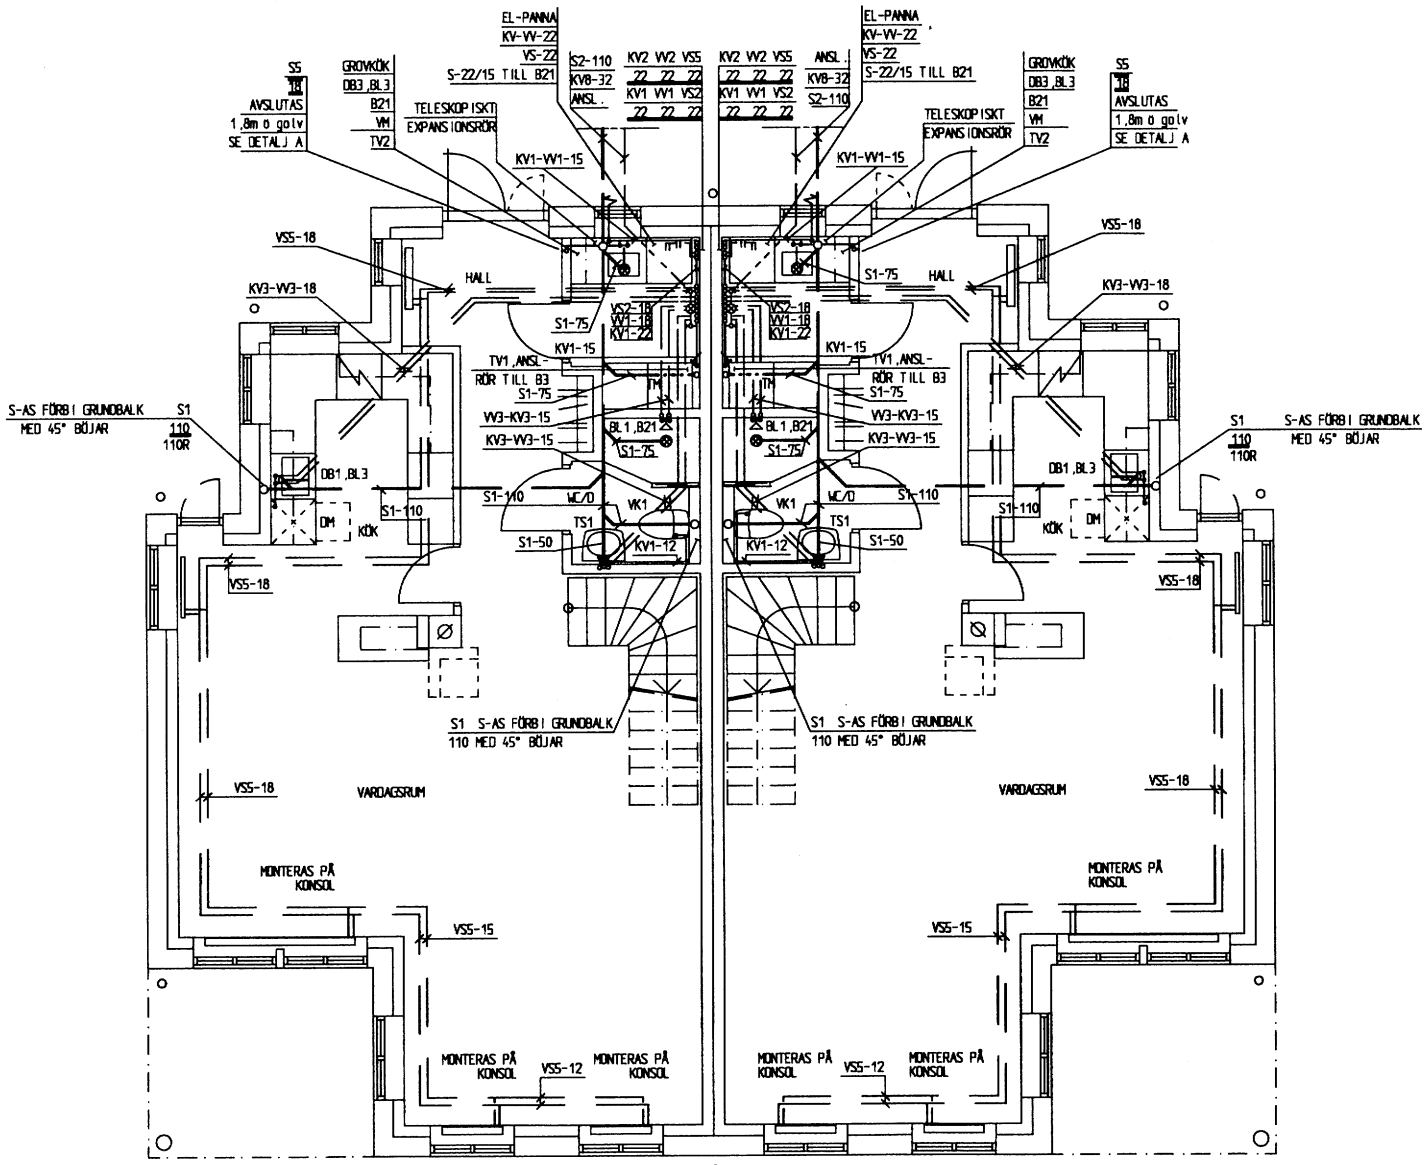 EL-PANNA
KV-VV-22
VS-22
S-22/15 TILL B21
S2-110
KV8-32
ANSL.
KV2 VV2 VS5
22 22 22
KV1 VV1 VS2
22 22 22
KV2 VV2 VS5
22 22 22
KV1 VV1 VS2
22 22 22
ANSL.
KV8-32
S2-110
EL-PANNA
KV-VV-22
VS-22
S-22/15 TILL B21
S5
18
AVSLUTAS
1,8m ö golv
SE DETALJ A
GROVKÖK
DB3,BL3
B21
VM
TV2
TELESKOPISKT
EXPANSIONSRÖR
KV1-VV1-15
KV1-VV1-15
TELESKOPISKT
EXPANSIONSRÖR
GROVKÖK
DB3,BL3
B21
VM
TV2
S5
18
AVSLUTAS
1,8m ö golv
SE DETALJ A
VS5-18
HALL
KV3-VV3-18
S1-75
VS2-18
VV1-18
KV1-22
VS2-18
VV1-18
KV1-22
S1-75
HALL
VS5-18
KV3-VV3-18
KV1-15
TV1,ANSL-
RÖR TILL B3
S1-75
TM
VV3-KV3-15
KV3-VV3-15
BL1,B21
S1-75
KV1-15
TV1,ANSL-
RÖR TILL B3
S1-75
TM
VV3-KV3-15
KV3-VV3-15
BL1,B21
S1-75
S-AS FÖRBI GRUNDBALK S1
MED 45° BÖJAR 110
110R
S1 S-AS FÖRBI GRUNDBALK
110 MED 45° BÖJAR
110R
DB1,BL3
S1-110
DM
KÖK
S1-110
WC/D
VK1
TS1
S1-50
KV1-12
VK1
WC/D
S1-110
TS1
KV1-12
S1-50
DB1,BL3
S1-110
KÖK
DM
VS5-18
VS5-18
S1 S-AS FÖRBI GRUNDBALK
110 MED 45° BÖJAR
S1 S-AS FÖRBI GRUNDBALK
110 MED 45° BÖJAR
VS5-18
VARDAGSRUM
VARDAGSRUM
VS5-18
MONTERAS PÅ
KONSOL
MONTERAS PÅ
KONSOL
VS5-15
VS5-15
MONTERAS PÅ
KONSOL
VS5-12
MONTERAS PÅ
KONSOL
MONTERAS PÅ
KONSOL
VS5-12
MONTERAS PÅ
KONSOL